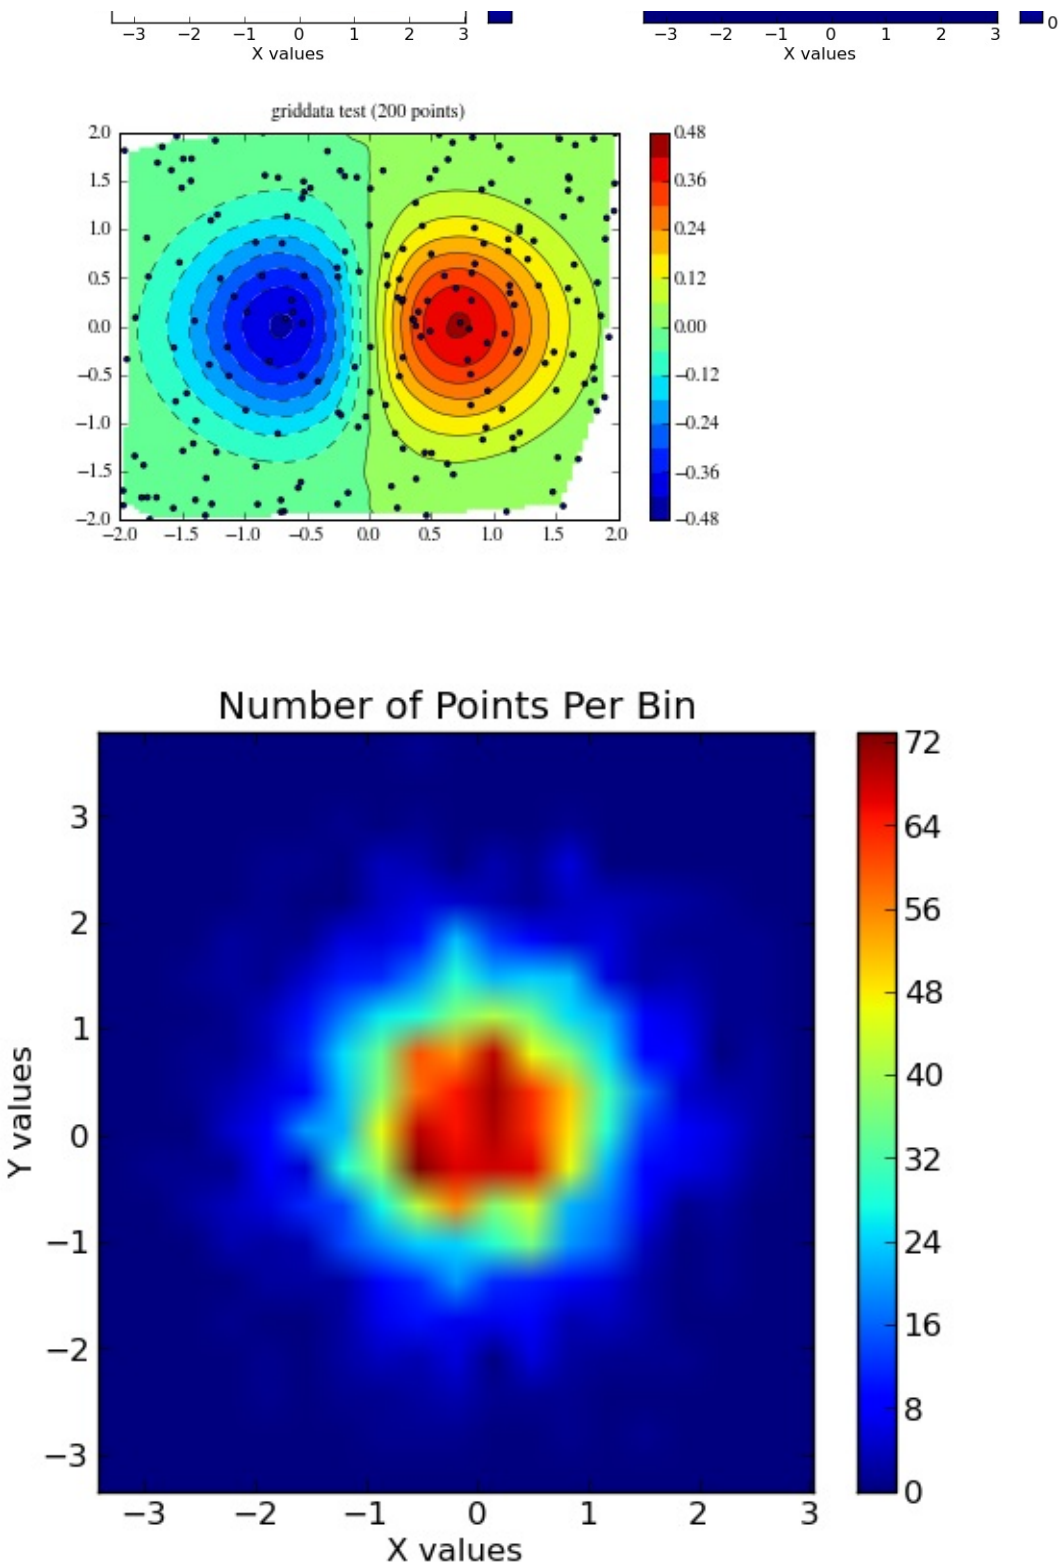 −3 −2 −1 0 1 2 3 −3 −2 −1 0 1 2 3 0
X values X values
griddata test (200 points)
2.0 0.48
1.5 0.36
1.0 0.24
0.5 0.12
0.0 0.00
−0.5 −0.12
−1.0 −0.24
−1.5 −0.36
−2.0 −0.48
−2.0 −1.5 −1.0 −0.5 0.0 0.5 1.0 1.5 2.0
Number of Points Per Bin
72
3 64
2 56
48
1 40
Y values
0 32
−1 24
−2 16
8
−3 0
−3 −2 −1 0 1 2 3
X values